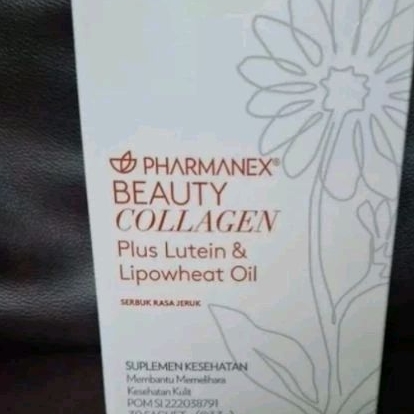 PHARMANEX®
BEAUTY
COLLAGEN
Plus Lutein &
Lipowheat Oil
SERBUK RASA JERUK
SUPLEMEN KESEHATAN
Membantu Memelihara
Kesehatan Kulit
POM SI 222038791